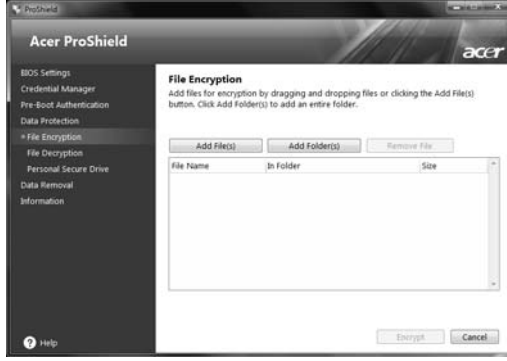 ProShield
Acer ProShield
acer
BIOS Settings
Credential Manager
Pre-Boot Authentication
Data Protection
File Encryption
File Decryption
Personal Secure Drive
Data Removal
Information
Help
File Encryption
Add files for encryption by dragging and dropping files or clicking the Add File(s)
button. Click Add Folder(s) to add an entire folder.
Add File(s) Add Folder(s) Remove File
File Name In Folder Size
Encrypt Cancel